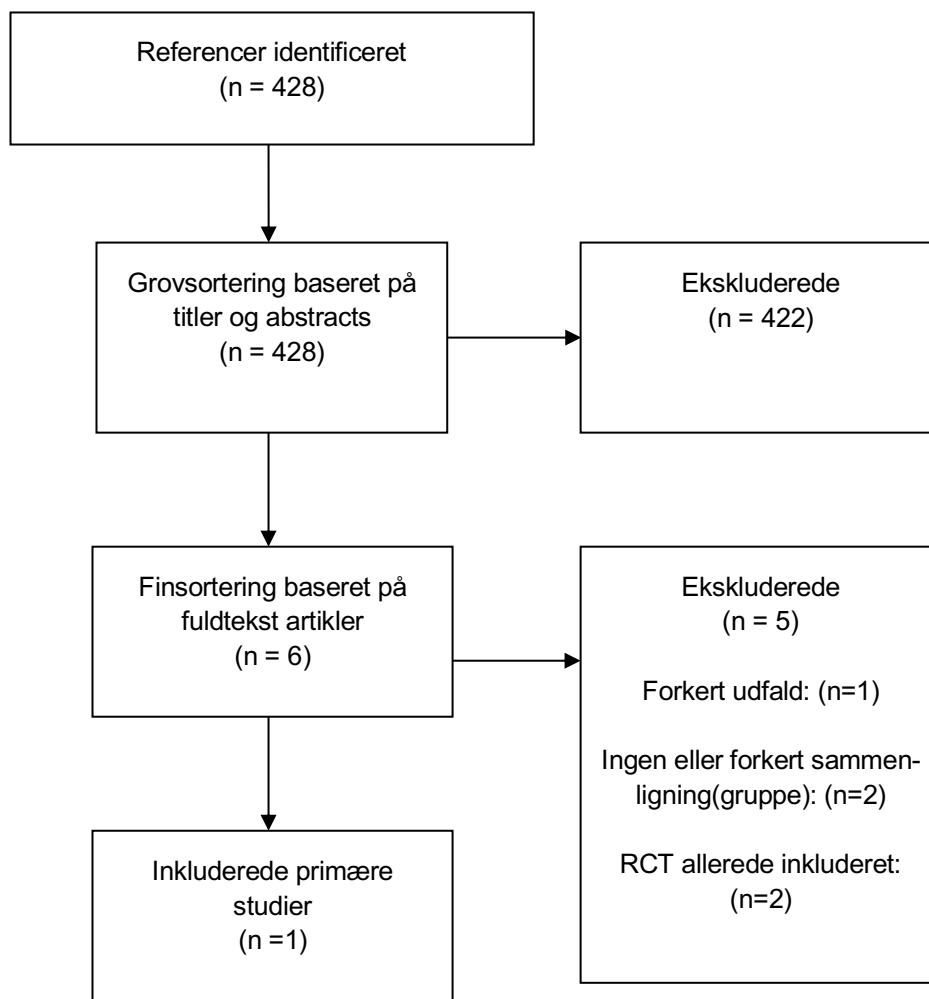 Referencer identificeret
(n = 428)
Grovsortering baseret på
titler og abstracts
(n = 428)
Ekskluderede
(n = 422)
Finsortering baseret på
fuldtekst artikler
(n = 6)
Ekskluderede
(n = 5)
Forkert udfald: (n=1)
Ingen eller forkert sammen-
ligning(gruppe): (n=2)
RCT allerede inkluderet:
(n=2)
Inkluderede primære
studier
(n =1)